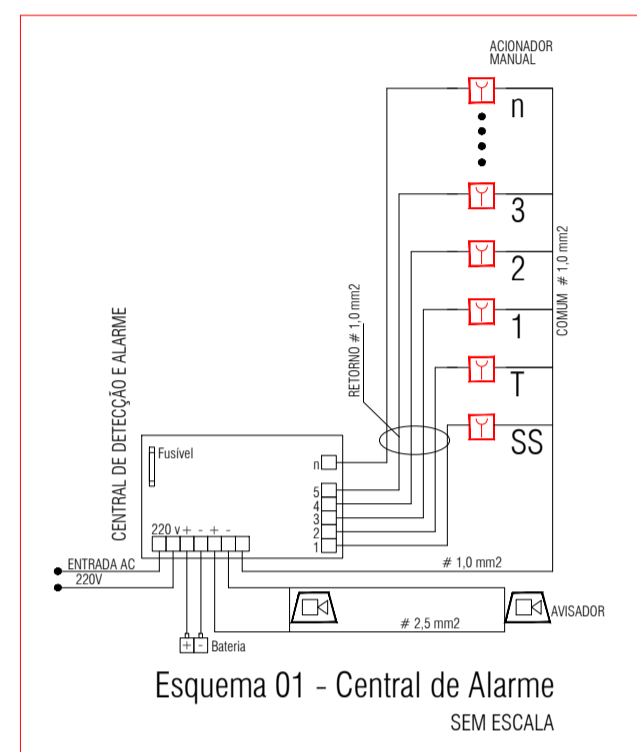 ACIONADOR
MANUAL
n
3
2
1
T
SS
COMUM # 1,0 mm2
RETORNO # 1,0 mm2
CENTRAL DE DETECÇÃO E ALARME
Fusível
n
5
4
3
2
1
220 v + - + -
ENTRADA AC
220V
# 1,0 mm2
AVISADOR
# 2,5 mm2
+ - Bateria
Esquema 01 - Central de Alarme
SEM ESCALA